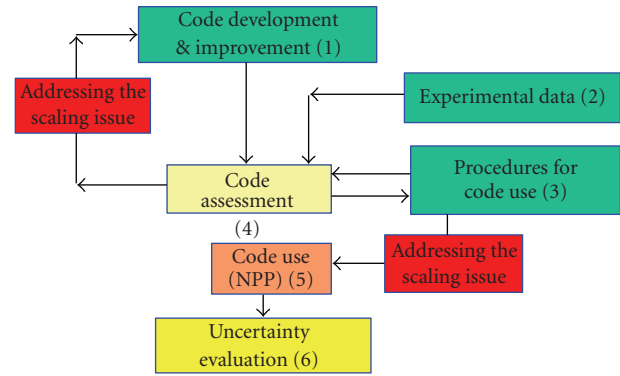 Code development
& improvement (1)
Addressing the
scaling issue
Experimental data (2)
Procedures for
code use (3)
Code
assessment
(4)
Addressing the
scaling issue
Code use
(NPP) (5)
Uncertainty
evaluation (6)